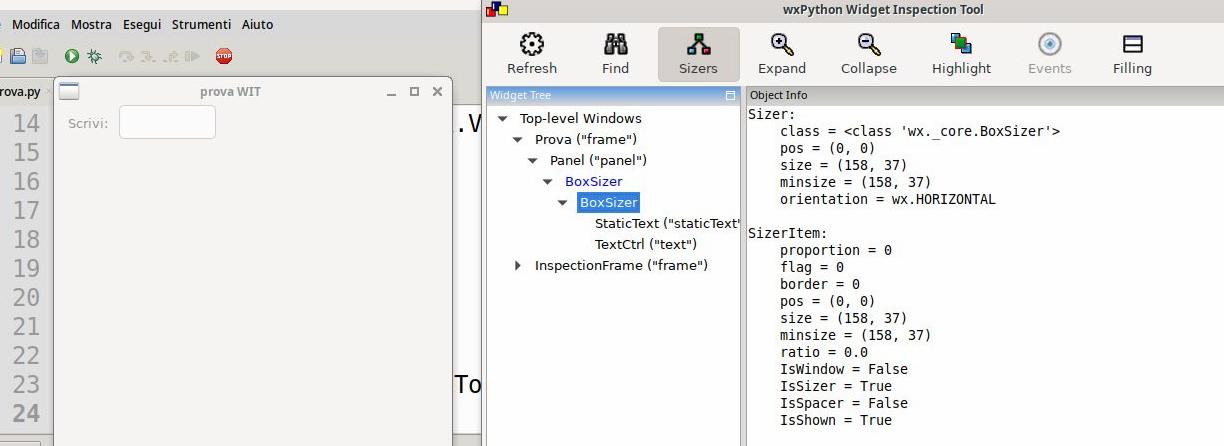 Modifica Mostra Esegui Strumenti Aiuto
STOP
rova.py
prova WIT
Scrivi:
14
15
16
17
18
19
20
21
22
23
24
.V
To
wxPython Widget Inspection Tool
Refresh Find Sizers Expand Collapse Highlight Events Filling
Widget Tree
Top-level Windows
Prova ("frame")
Panel ("panel")
BoxSizer
BoxSizer
StaticText ("staticText"
TextCtrl ("text")
InspectionFrame ("frame")
Object Info
Sizer:
class = <class 'wx._core.BoxSizer'>
pos = (0, 0)
size = (158, 37)
minsize = (158, 37)
orientation = wx.HORIZONTAL
SizerItem:
proportion = 0
flag = 0
border = 0
pos = (0, 0)
size = (158, 37)
minsize = (158, 37)
ratio = 0.0
IsWindow = False
IsSizer = True
IsSpacer = False
IsShown = True